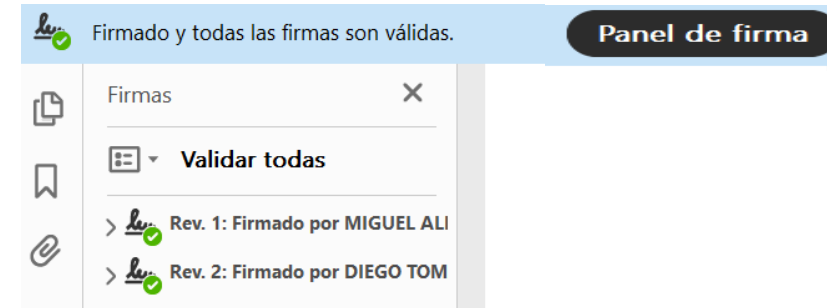 Firmado y todas las firmas son válidas.
Panel de firma
Firmas
Validar todas
Rev. 1: Firmado por MIGUEL
Rev. 2: Firmado por DIEGO TOM